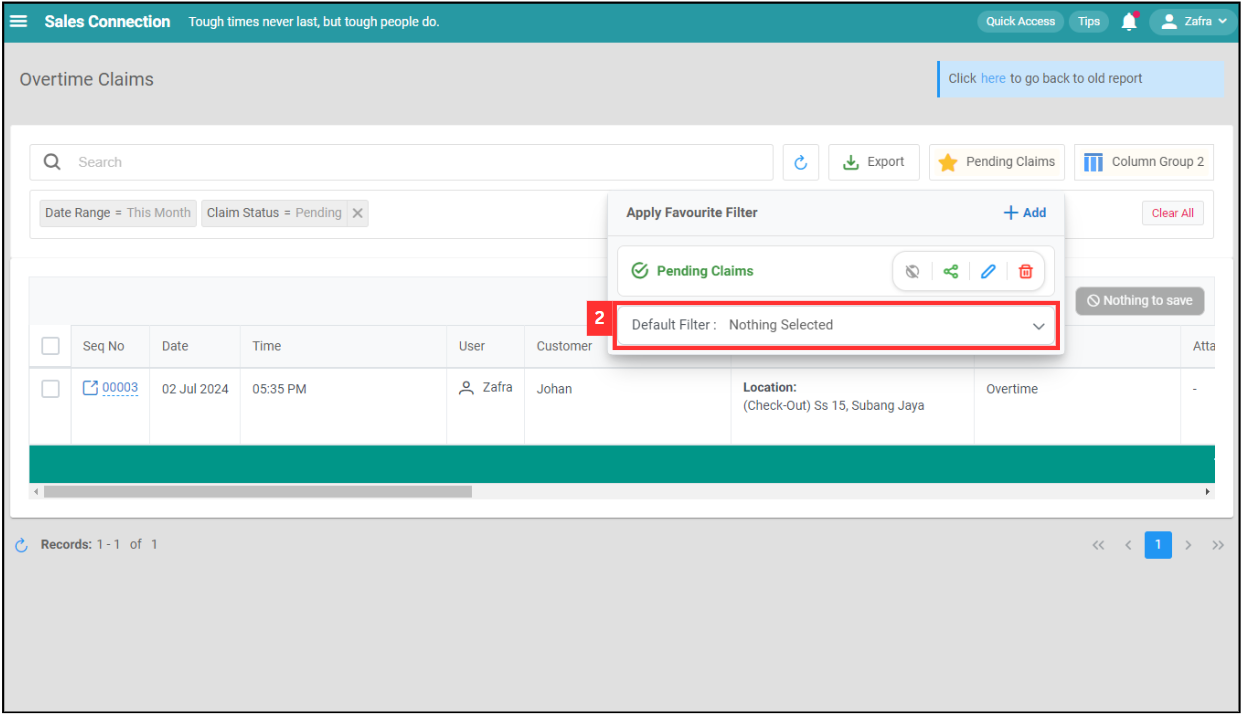 Sales Connection Tough times never last, but tough people do. Quick Access Tips Zafra
Overtime Claims
Click here to go back to old report
Search Export Pending Claims Column Group 2
Date Range = This Month Claim Status = Pending Clear All
Apply Favourite Filter + Add
Pending Claims
Nothing to save
2 Default Filter : Nothing Selected
Seq No Date Time User Customer Atta
00003 02 Jul 2024 05:35 PM Zafra Johan Location: Overtime -
(Check-Out) Ss 15, Subang Jaya
Records: 1 - 1 of 1 << < 1 > >>